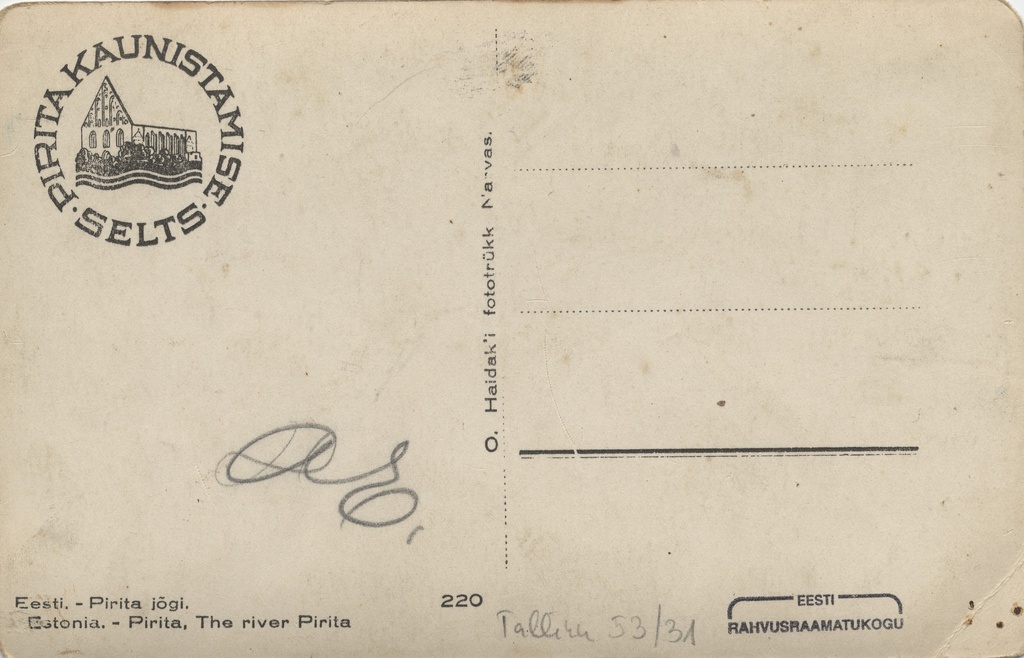 PIRITA KAUNISTAMISE
· SELTS ·
O. Haidak'i fototrükk Narvas.
Eesti. - Pirita jõgi.
Estonia. - Pirita, The river Pirita
220
Tallinn 53/31
EESTI
RAHVUSRAAMATUKOGU